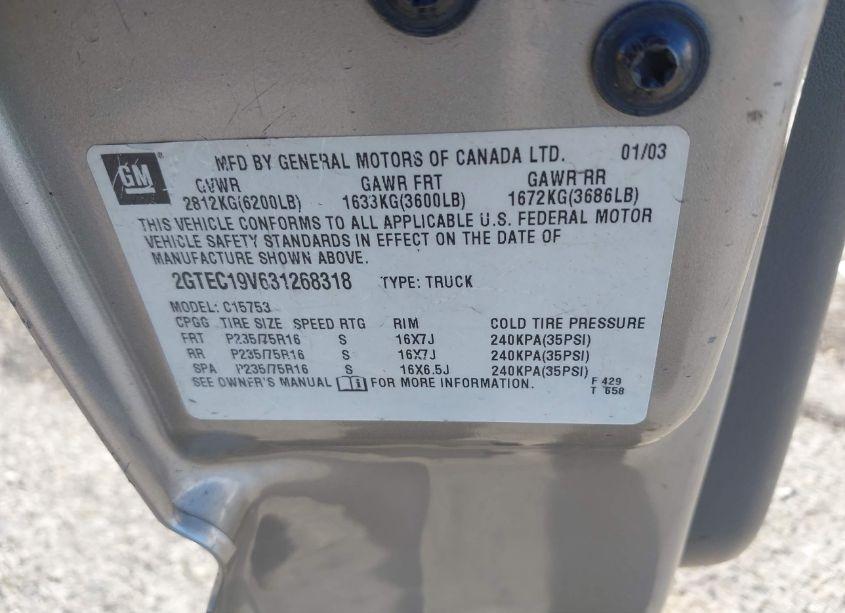 GM
MFD BY GENERAL MOTORS OF CANADA LTD. 01/03
GVWR GAWR FRT GAWR RR
2812KG(6200LB) 1633KG(3600LB) 1672KG(3686LB)
THIS VEHICLE CONFORMS TO ALL APPLICABLE U.S. FEDERAL MOTOR
VEHICLE SAFETY STANDARDS IN EFFECT ON THE DATE OF
MANUFACTURE SHOWN ABOVE.
2GTEC19V631268318 TYPE: TRUCK
MODEL: C15753
CPGG TIRE SIZE SPEED RTG RIM COLD TIRE PRESSURE
FRT P235/75R16 S 16X7J 240KPA(35PSI)
RR P235/75R16 S 16X7J 240KPA(35PSI)
SPA P235/75R16 S 16X6.5J 240KPA(35PSI)
SEE OWNER'S MANUAL FOR MORE INFORMATION.
F 429
T 658